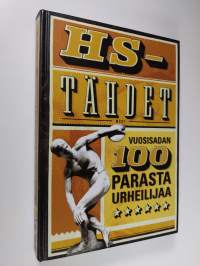 HS-
TÄHDET
VUOSISADAN
100
PARASTA
URHEILIJAA